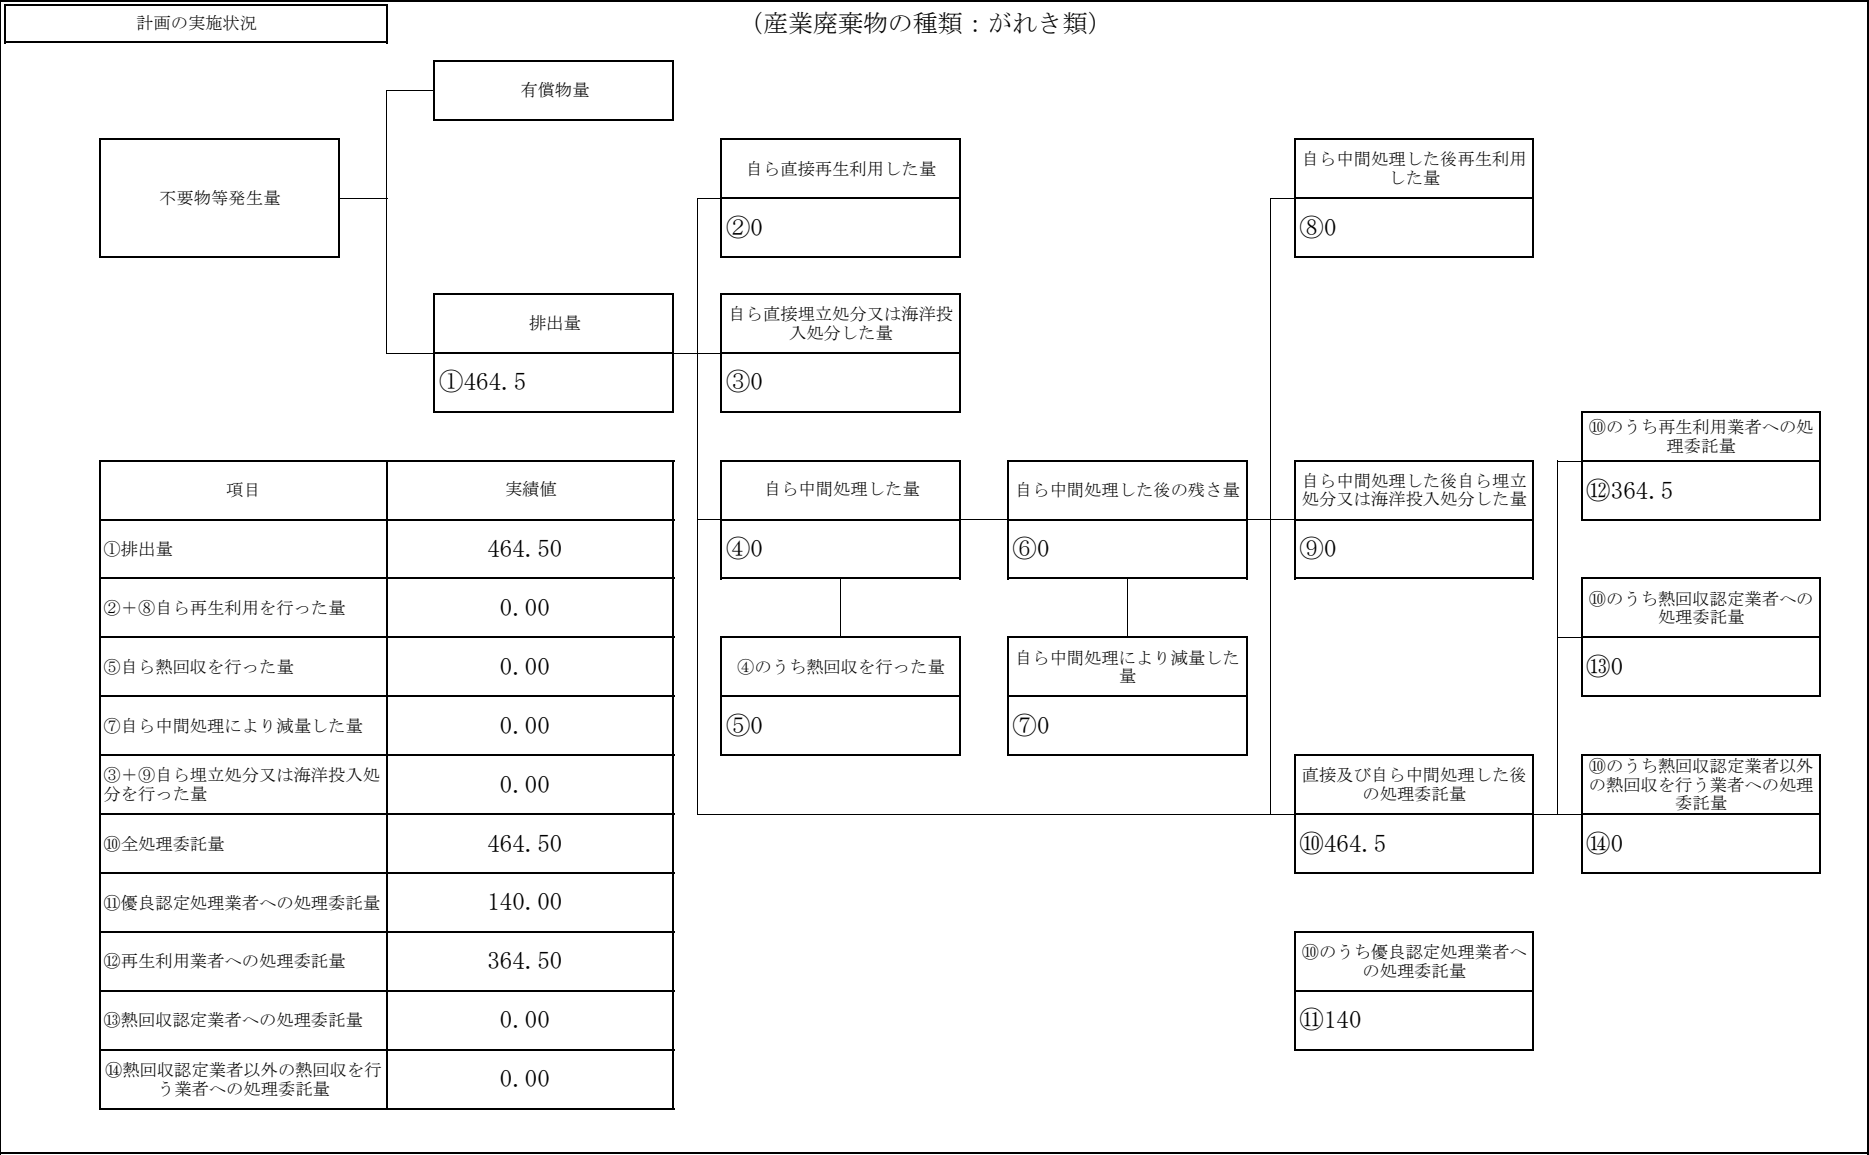 計画の実施状況
（産業廃棄物の種類：がれき類）
有償物量
不要物等発生量
排出量
①464.5
自ら直接再生利用した量
②0
自ら直接埋立処分又は海洋投
入処分した量
③0
自ら中間処理した量
④0
④のうち熱回収を行った量
⑤0
自ら中間処理した後の残さ量
⑥0
自ら中間処理により減量した
量
⑦0
自ら中間処理した後再生利用
した量
⑧0
自ら中間処理した後自ら埋立
処分又は海洋投入処分した量
⑨0
直接及び自ら中間処理した後
の処理委託量
⑩464.5
⑩のうち優良認定処理業者へ
の処理委託量
⑪140
⑩のうち再生利用業者への処
理委託量
⑫364.5
⑩のうち熱回収認定業者への
処理委託量
⑬0
⑩のうち熱回収認定業者以外
の熱回収を行う業者への処理
委託量
⑭0
項目 実績値
①排出量 464.50
②＋⑧自ら再生利用を行った量 0.00
⑤自ら熱回収を行った量 0.00
⑦自ら中間処理により減量した量 0.00
③＋⑨自ら埋立処分又は海洋投入処
分を行った量 0.00
⑩全処理委託量 464.50
⑪優良認定処理業者への処理委託量 140.00
⑫再生利用業者への処理委託量 364.50
⑬熱回収認定業者への処理委託量 0.00
⑭熱回収認定業者以外の熱回収を行
う業者への処理委託量 0.00